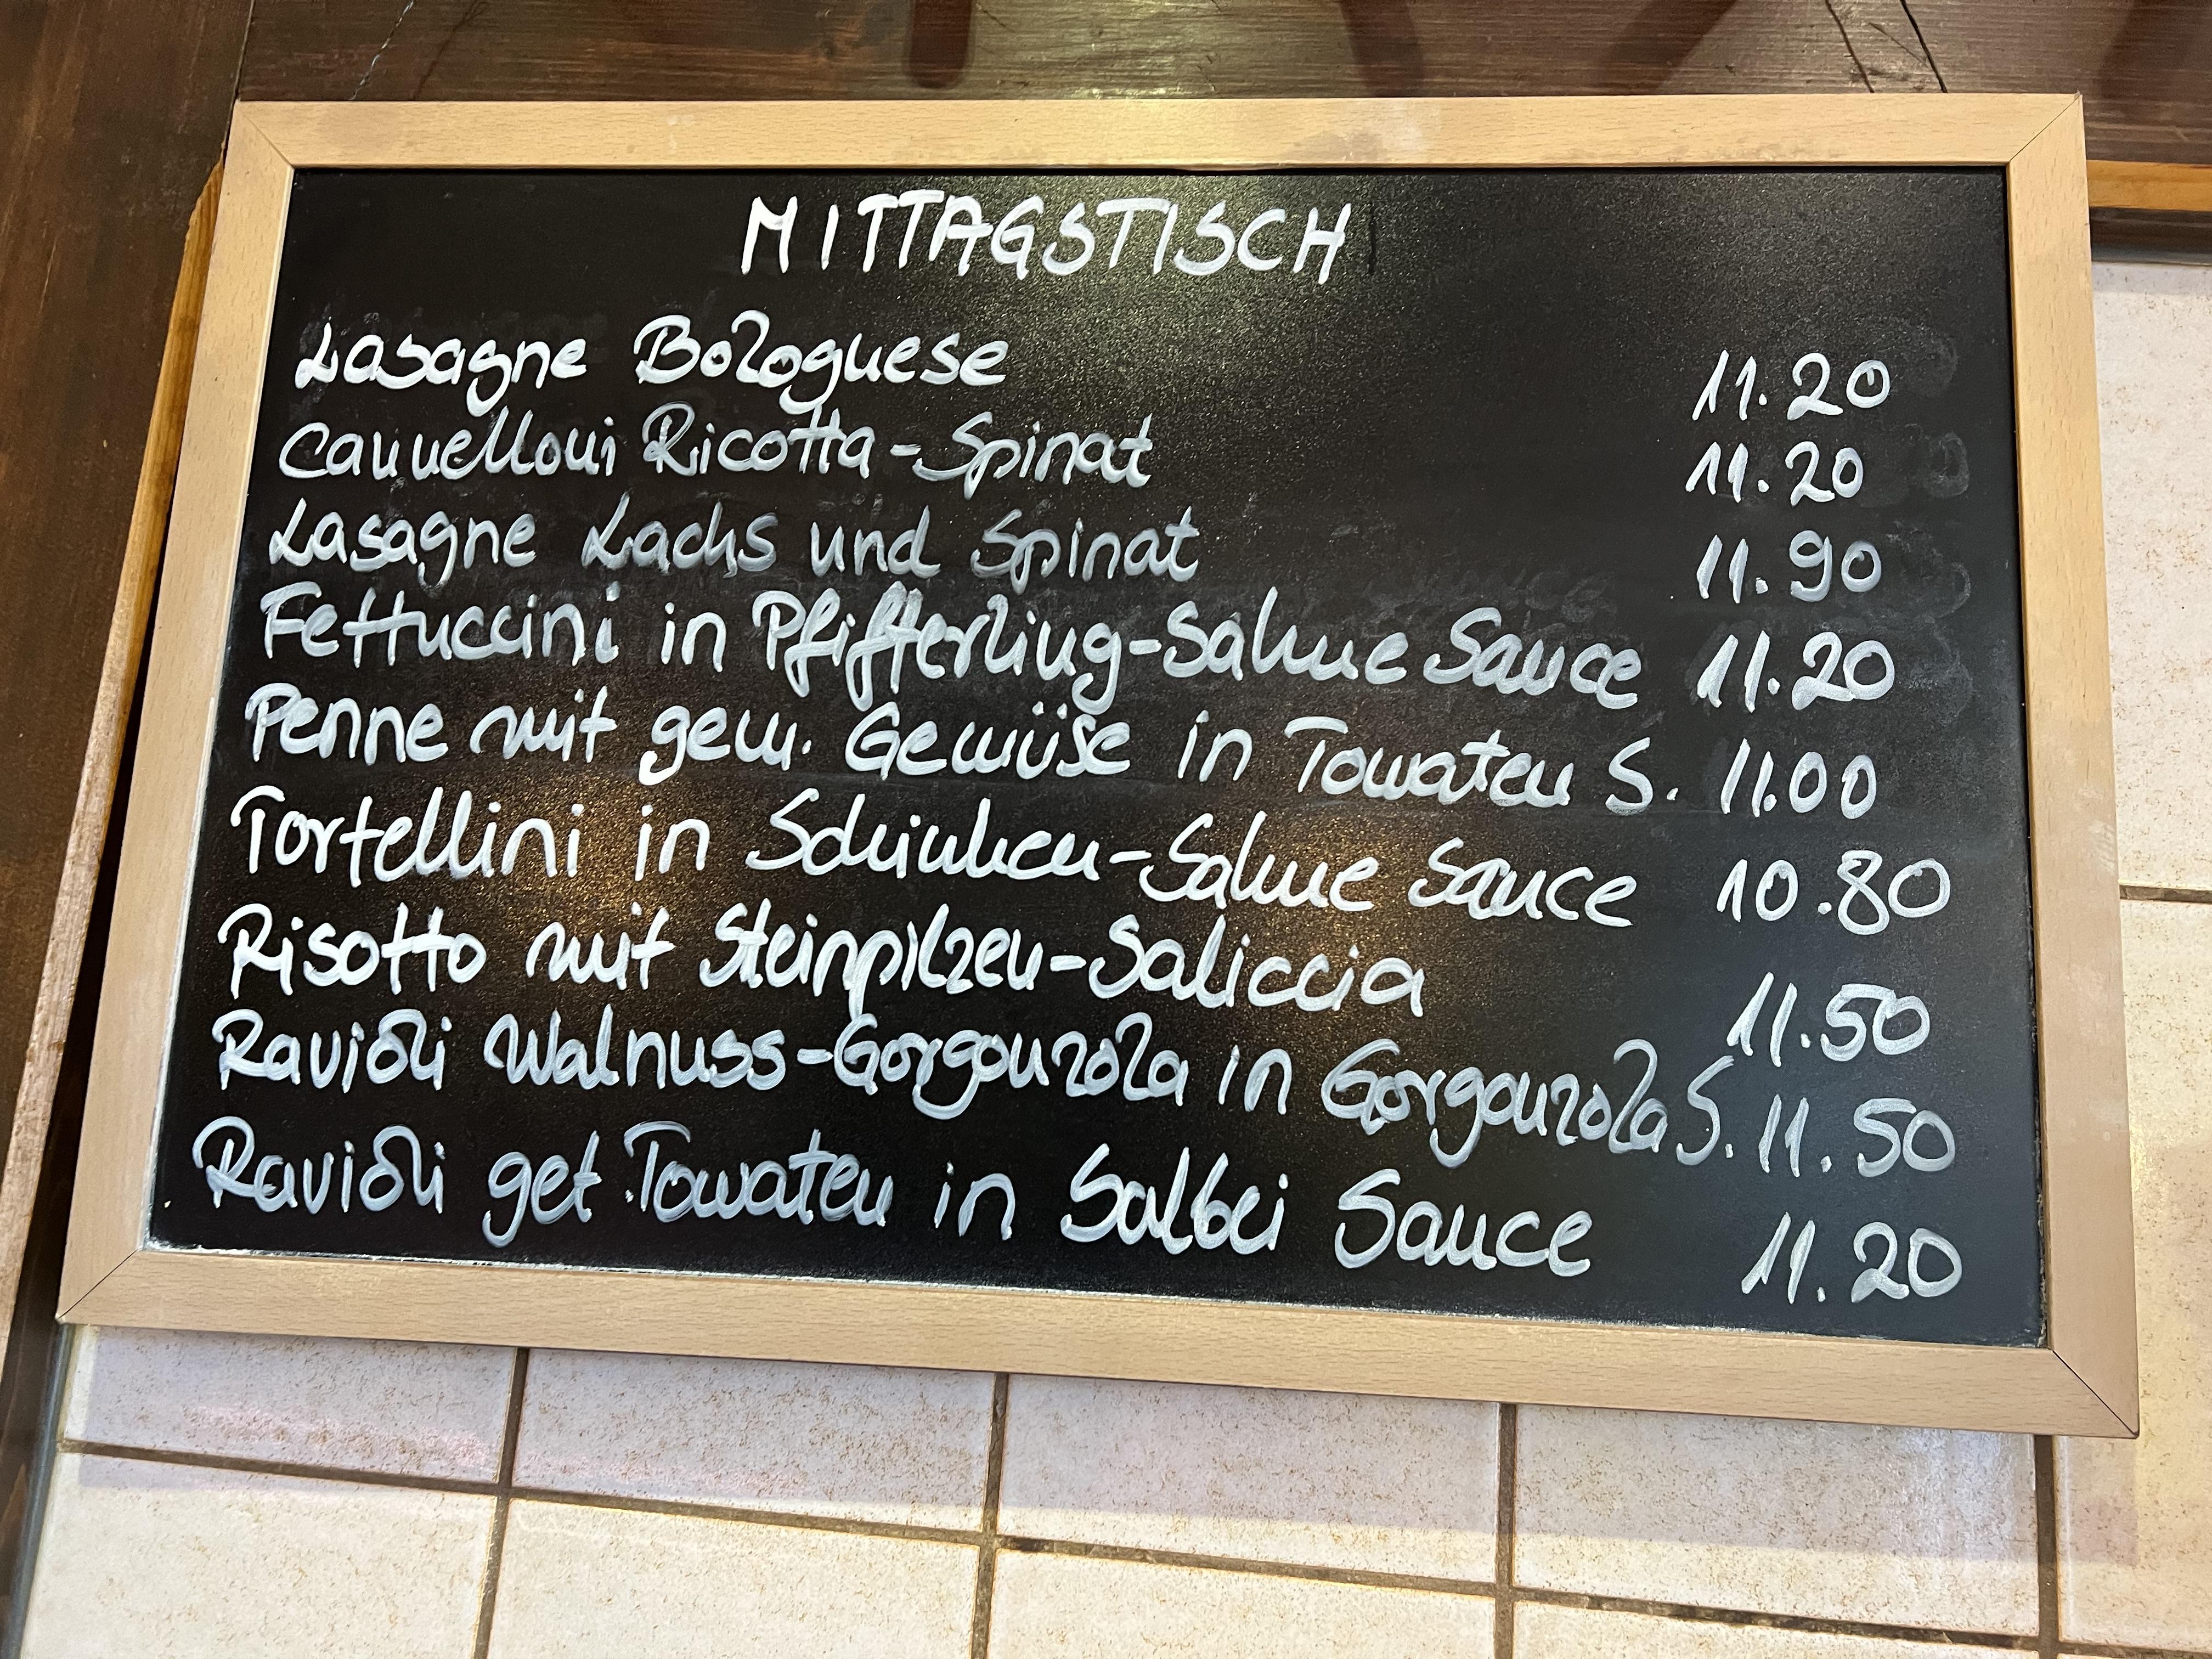 MITTAGSTISCH
Lasagne Bolognese 11.20
Cannelloni Ricotta-Spinat 11.20
Lasagne Lachs und Spinat 11.90
Fettuccini in Pfifferling-Sahne Sauce 11.20
Penne mit gem. Gemüse in Tomaten S. 11.00
Tortellini in Schinken-Sahne Sauce 10.80
Risotto mit Steinpilzen-Saliccia 11.50
Ravioli Walnuss-Gorgonzola in Gorgonzola S. 11.50
Ravioli get. Tomaten in Salbei Sauce 11.20